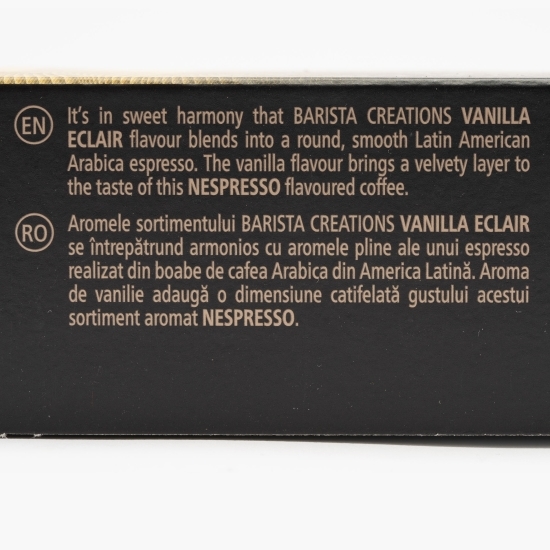 EN It's in sweet harmony that BARISTA CREATIONS VANILLA
ECLAIR flavour blends into a round, smooth Latin American
Arabica espresso. The vanilla flavour brings a velvety layer to
the taste of this NESPRESSO flavoured coffee.
RO Aromele sortimentului BARISTA CREATIONS VANILLA ECLAIR
se întrepătrund armonios cu aromele pline ale unui espresso
realizat din boabe de cafea Arabica din America Latină. Aroma
de vanilie adaugă o dimensiune catifelată gustului acestui
sortiment aromat NESPRESSO.